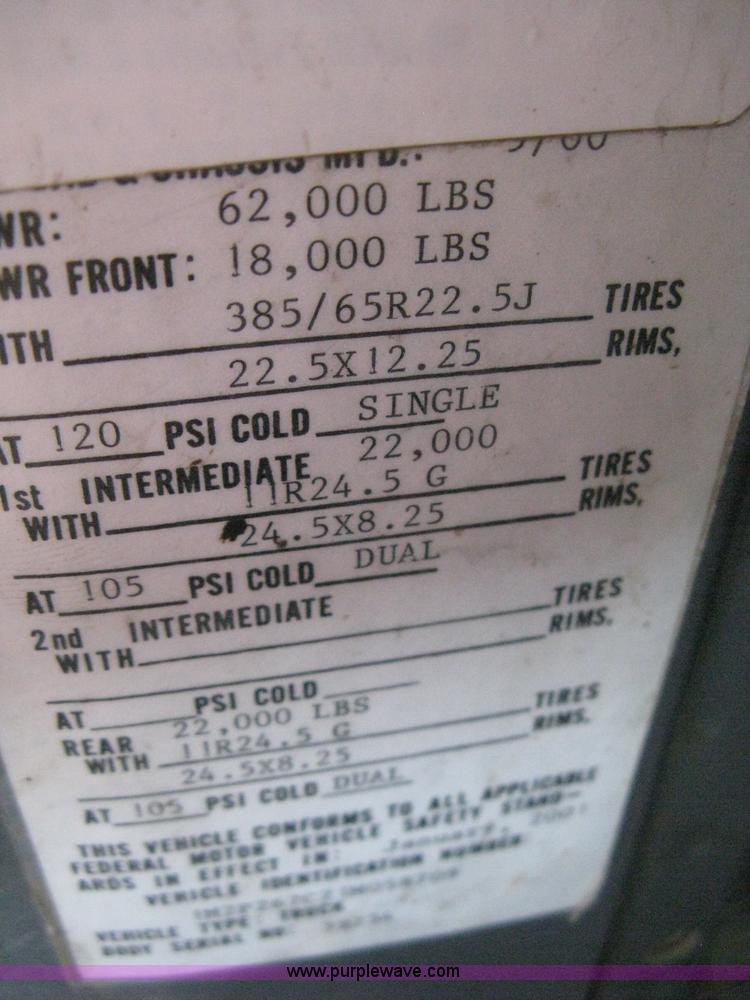 & CHASSIS MFD.: 5/00
WR: 62,000 LBS
WR FRONT: 18,000 LBS
ITH 385/65R22.5J TIRES
22.5X12.25 RIMS,
AT 120 PSI COLD SINGLE
1st INTERMEDIATE 22,000
WITH 11R24.5 G TIRES
24.5X8.25 RIMS,
AT 105 PSI COLD DUAL
2nd INTERMEDIATE
WITH TIRES
RIMS.
AT PSI COLD
REAR 22,000 LBS
WITH 11R24.5 G TIRES
24.5X8.25 RIMS.
AT 105 PSI COLD DUAL
THIS VEHICLE CONFORMS TO ALL APPLICABLE
FEDERAL MOTOR VEHICLE SAFETY STAND-
ARDS IN EFFECT IN: January, 2001
VEHICLE IDENTIFICATION NUMBER
VEHICLE TYPE: TRUCK
BODY SERIAL NO:
www.purplewave.com